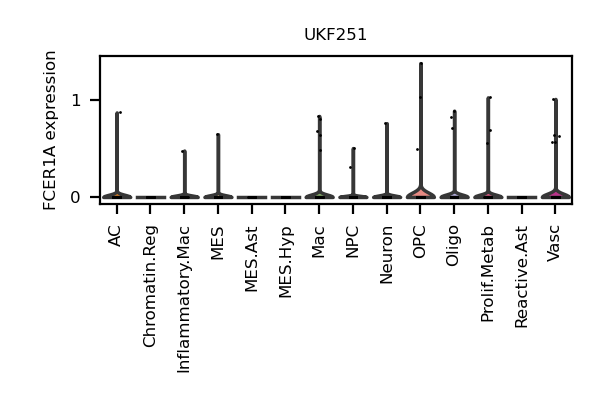 UKF251
FCER1A expression
1
0
AC
Chromatin.Reg
Inflammatory.Mac
MES
MES.Ast
MES.Hyp
Mac
NPC
Neuron
OPC
Oligo
Prolif.Metab
Reactive.Ast
Vasc